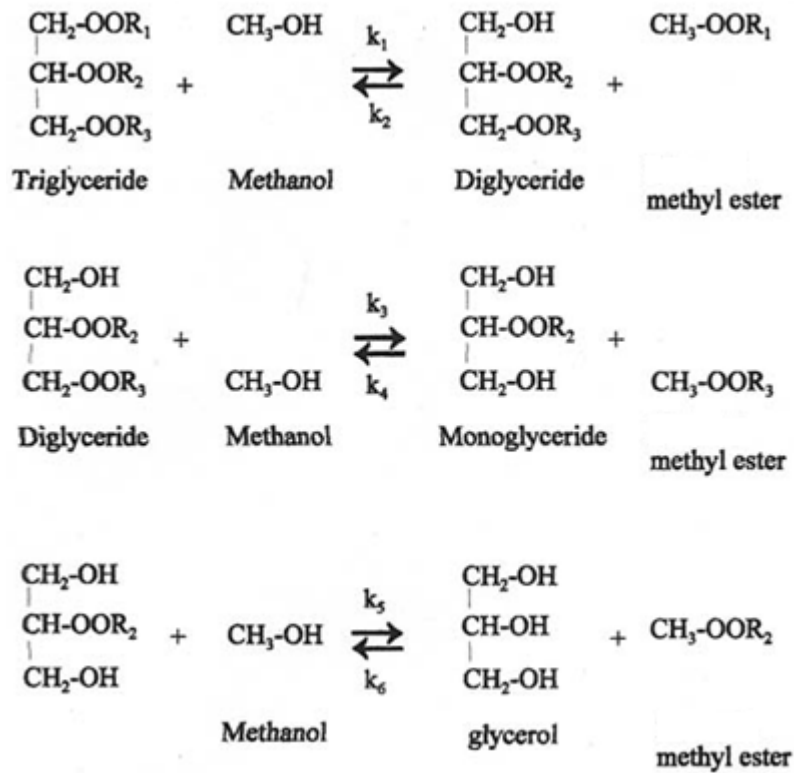 CH₂-OOR₁ CH₃-OH k₁ CH₂-OH CH₃-OOR₁
CH-OOR₂ + CH-OOR₂ +
CH₂-OOR₃ k₂ CH₂-OOR₃
Triglyceride Methanol Diglyceride methyl ester
CH₂-OH k₃ CH₂-OH
CH-OOR₂ + CH-OOR₂ +
CH₂-OOR₃ CH₃-OH k₄ CH₂-OH CH₃-OOR₃
Diglyceride Methanol Monoglyceride methyl ester
CH₂-OH k₅ CH₂-OH
CH-OOR₂ + CH₃-OH CH-OH + CH₃-OOR₂
CH₂-OH k₆ CH₂-OH
Methanol glycerol methyl ester